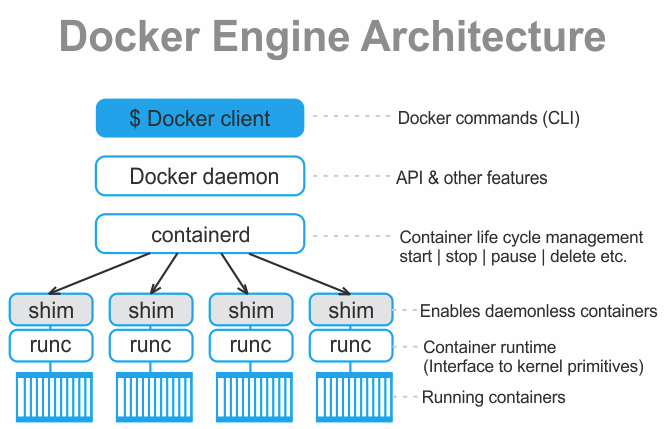 Docker Engine Architecture
$ Docker client
Docker commands (CLI)
Docker daemon
API & other features
containerd
Container life cycle management
start | stop | pause | delete etc.
shim shim shim shim
Enables daemonless containers
runc runc runc runc
Container runtime
(Interface to kernel primitives)
Running containers